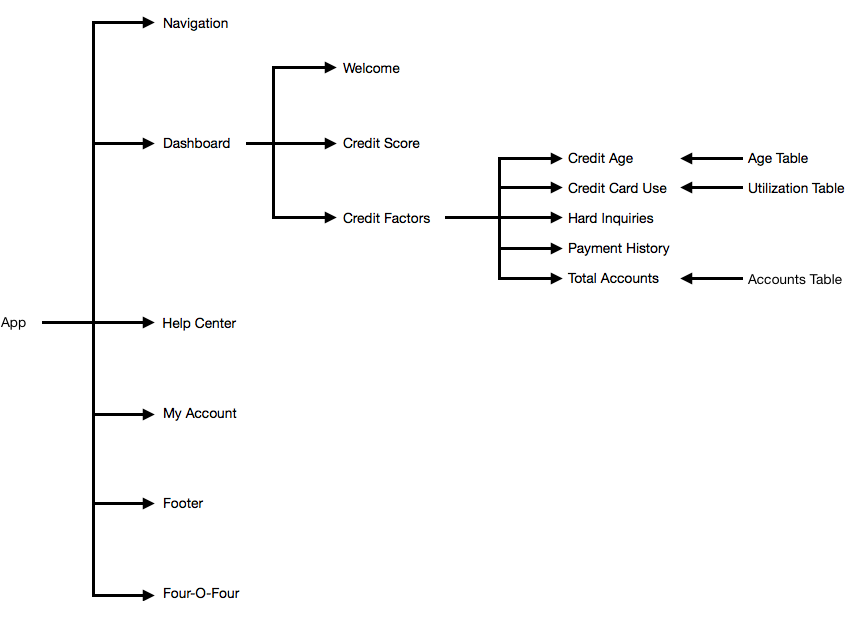 Navigation
Welcome
Dashboard
Credit Score
Credit Age
Age Table
Credit Card Use
Utilization Table
Credit Factors
Hard Inquiries
Payment History
Total Accounts
Accounts Table
App
Help Center
My Account
Footer
Four-O-Four